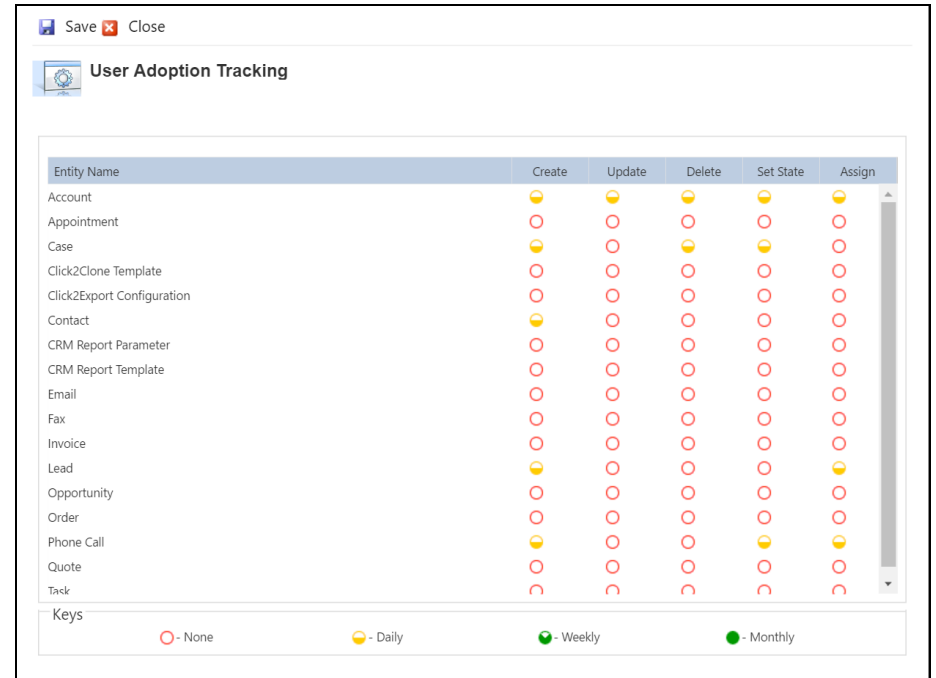 Save Close
User Adoption Tracking
Entity Name Create Update Delete Set State Assign
Account
Appointment
Case
Click2Clone Template
Click2Export Configuration
Contact
CRM Report Parameter
CRM Report Template
Email
Fax
Invoice
Lead
Opportunity
Order
Phone Call
Quote
Task
Keys
- None - Daily - Weekly - Monthly